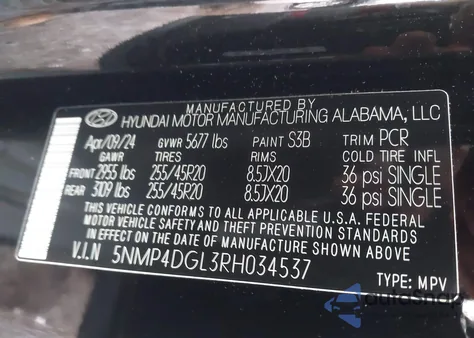 MANUFACTURED BY
HYUNDAI MOTOR MANUFACTURING ALABAMA, LLC
Apr/09/24 GVWR 5677 lbs PAINT S3B TRIM PCR
GAWR TIRES RIMS COLD TIRE INFL
FRONT 2955 lbs 255/45R20 8.5JX20 36 psi SINGLE
REAR 3109 lbs 255/45R20 8.5JX20 36 psi SINGLE
THIS VEHICLE CONFORMS TO ALL APPLICABLE U.S.A. FEDERAL
MOTOR VEHICLE SAFETY AND THEFT PREVENTION STANDARDS
IN EFFECT ON THE DATE OF MANUFACTURE SHOWN ABOVE
V.I.N 5NMP4DGL3RH034537
TYPE: MPV
autoSnap